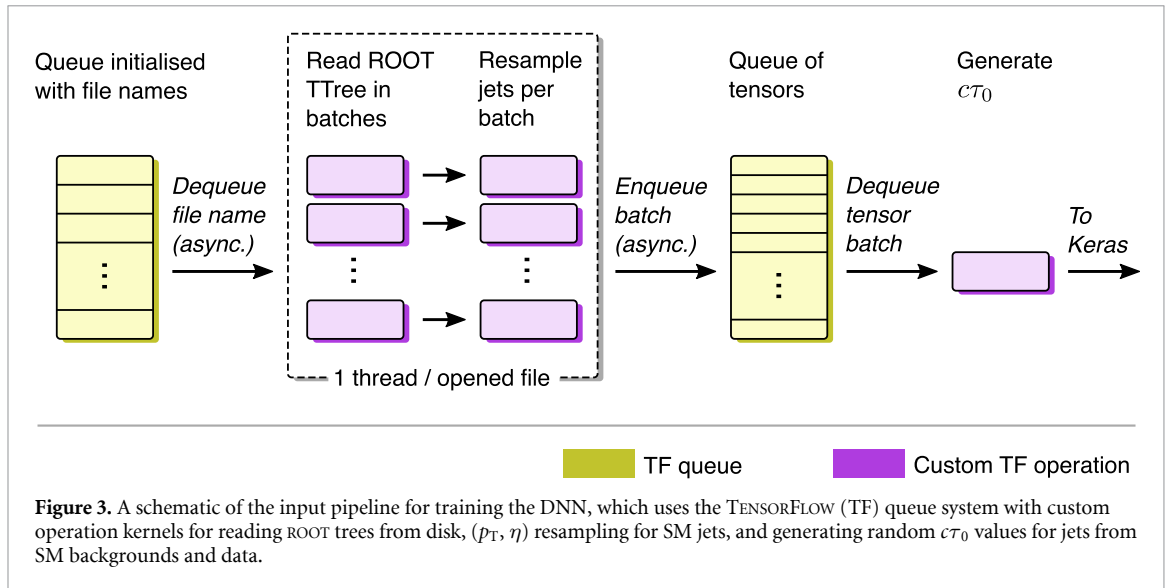 Queue initialised
with file names
Read ROOT
TTree in
batches
Resample
jets per
batch
Queue of
tensors
Generate
cτ₀
Dequeue
file name
(async.)
Enqueue
batch
(async.)
Dequeue
tensor
batch
To
Keras
1 thread / opened file
TF queue
Custom TF operation
Figure 3. A schematic of the input pipeline for training the DNN, which uses the TENSORFLOW (TF) queue system with custom
operation kernels for reading ROOT trees from disk, (p_T, η) resampling for SM jets, and generating random cτ₀ values for jets from
SM backgrounds and data.